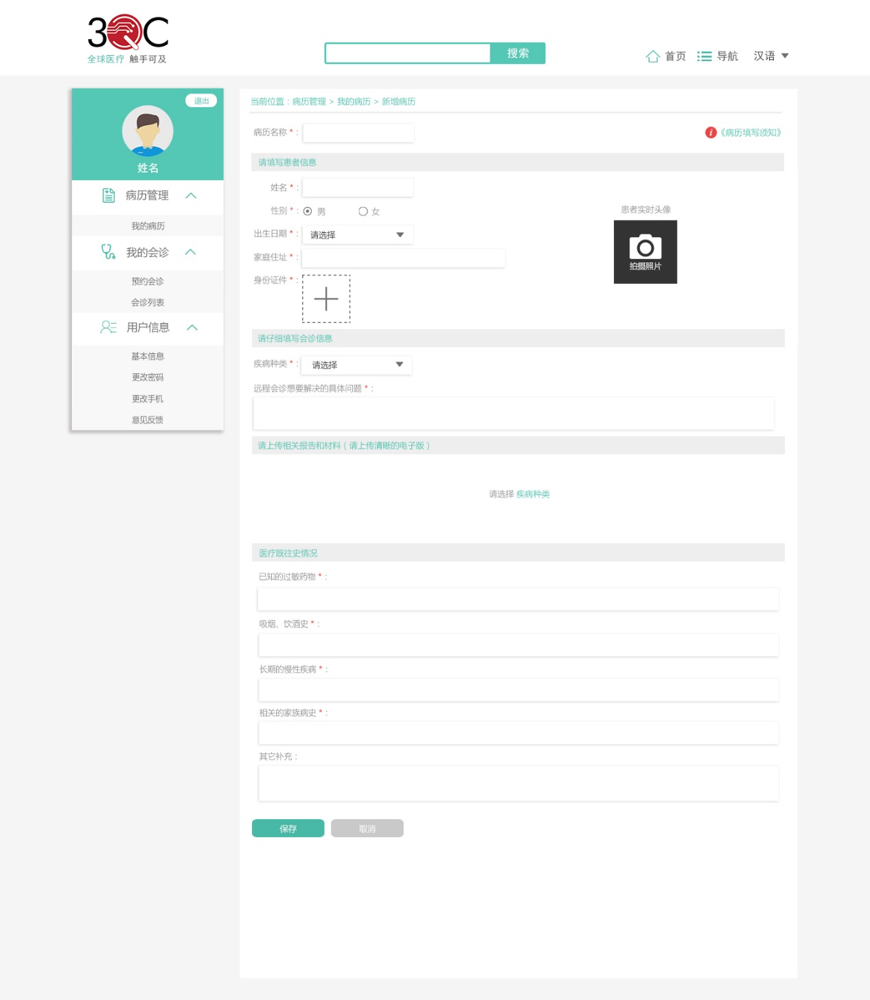 3QC
全球医疗 触手可及
搜索
首页 导航 汉语
退出
姓名
病历管理
我的病历
我的会诊
预约会诊
会诊列表
用户信息
基本信息
更改密码
更改手机
意见反馈
当前位置：病历管理 > 我的病历 > 新增病历
病历名称 *：
i 《病历填写须知》
请填写患者信息
姓名 *：
性别 *： 男 女
患者实时头像
出生日期 *： 请选择
家庭住址 *：
拍摄照片
身份证件 *：
请仔细填写会诊信息
疾病种类 *： 请选择
远程会诊想要解决的具体问题 *：
请上传相关报告和材料（请上传清晰的电子版）
请选择 疾病种类
医疗既往史情况
已知的过敏药物 *：
吸烟、饮酒史 *：
长期的慢性疾病 *：
相关的家族病史 *：
其它补充：
保存 取消